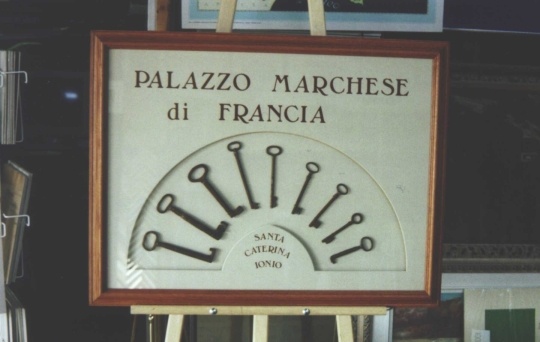 PALAZZO MARCHESE
di FRANCIA
SANTA
CATERINA
IONIO